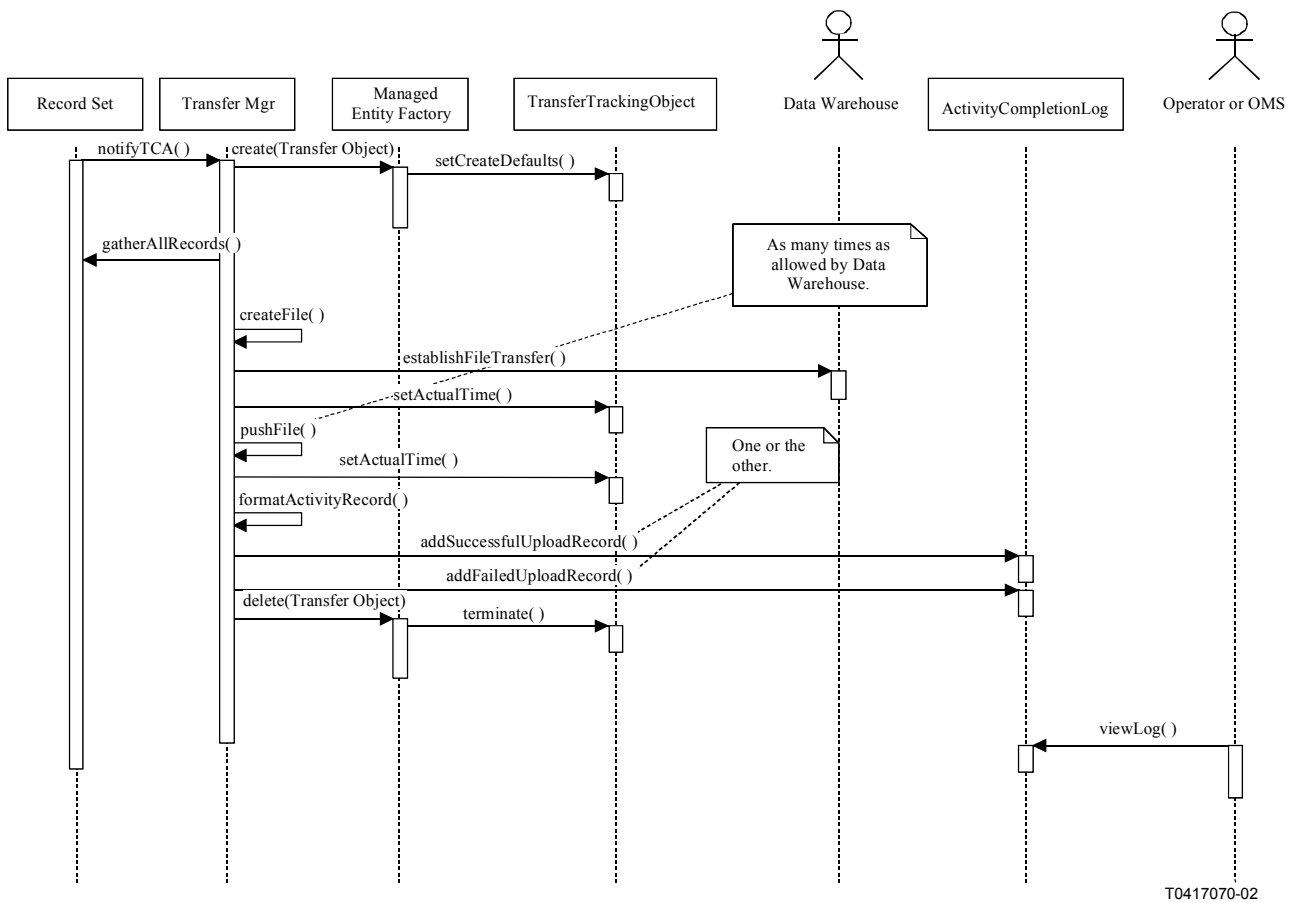 Record Set
Transfer Mgr
Managed
Entity Factory
TransferTrackingObject
Data Warehouse
ActivityCompletionLog
Operator or OMS
notifyTCA( )
create(Transfer Object)
setCreateDefaults( )
gatherAllRecords( )
As many times as
allowed by Data
Warehouse.
createFile( )
establishFileTransfer( )
setActualTime( )
pushFile( )
One or the
other.
setActualTime( )
formatActivityRecord( )
addSuccessfulUploadRecord( )
addFailedUploadRecord( )
delete(Transfer Object)
terminate( )
viewLog( )
T0417070-02